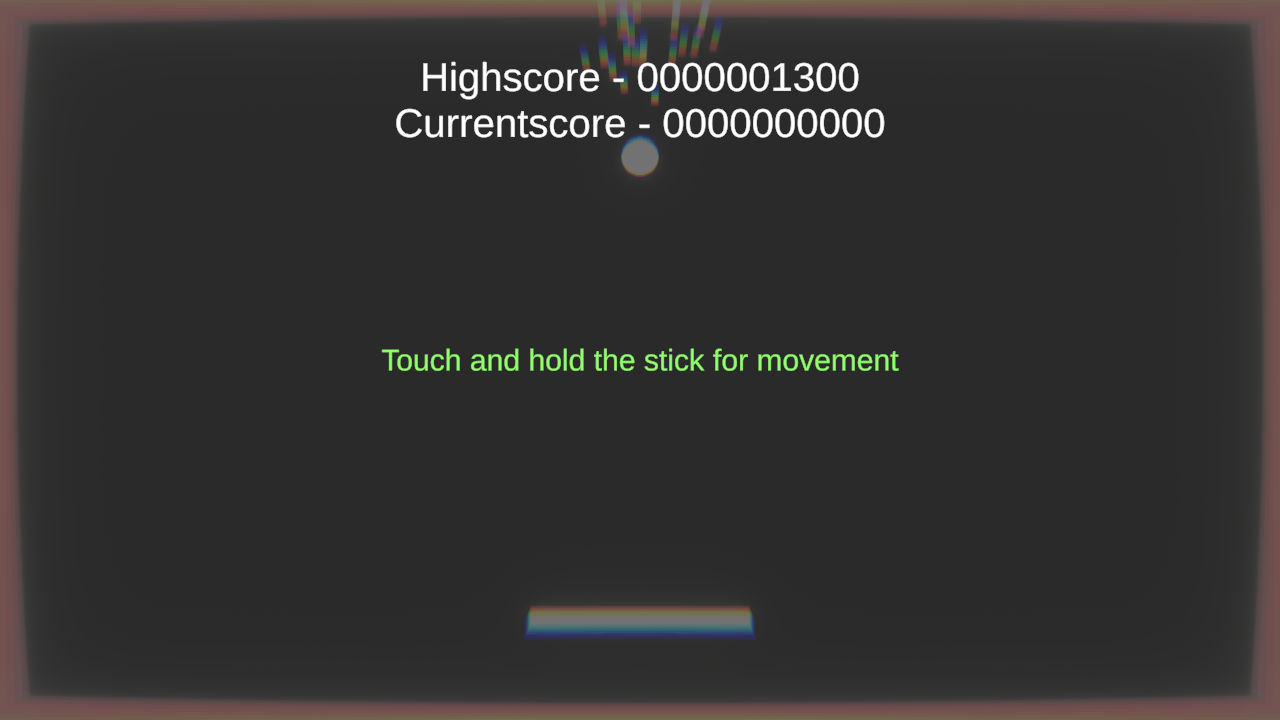 Highscore - 0000001300
Currentscore - 0000000000
Touch and hold the stick for movement